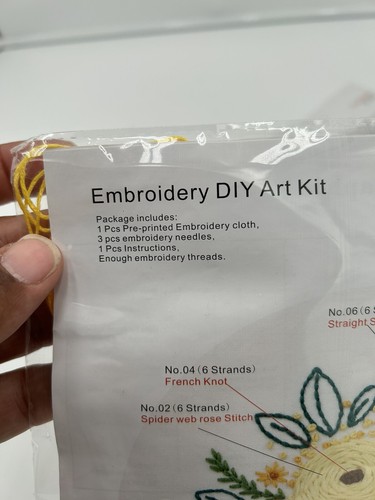 Embroidery DIY Art Kit
Package includes:
1 Pcs Pre-printed Embroidery cloth,
3 pcs embroidery needles,
1 Pcs Instructions,
Enough embroidery threads.
No.06(6 S
Straight S
No.04(6 Strands)
French Knot
No.02(6 Strands)
Spider web rose Stitch